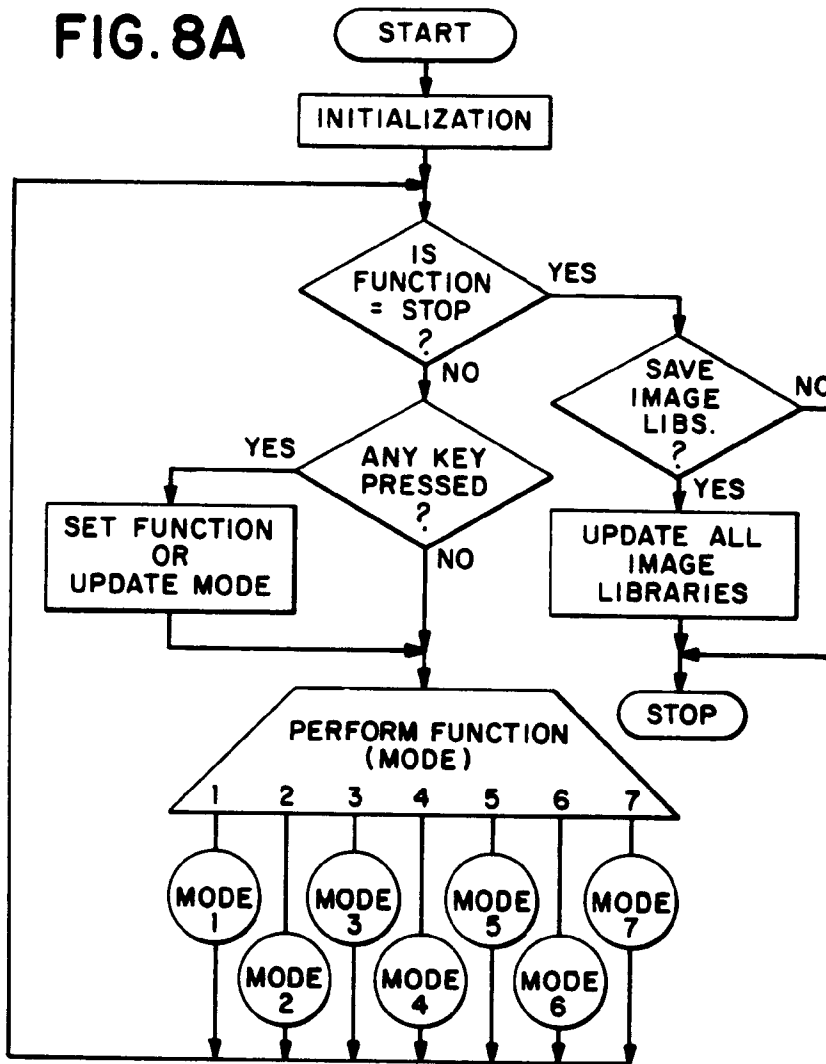 FIG. 8A
START
INITIALIZATION
IS
FUNCTION
= STOP
?
YES
NO
SAVE
IMAGE
LIBS.
?
NO
YES
ANY KEY
PRESSED
?
YES
NO
SET FUNCTION
OR
UPDATE MODE
UPDATE ALL
IMAGE
LIBRARIES
STOP
PERFORM FUNCTION
(MODE)
1 2 3 4 5 6 7
MODE
1
MODE
2
MODE
3
MODE
4
MODE
5
MODE
6
MODE
7